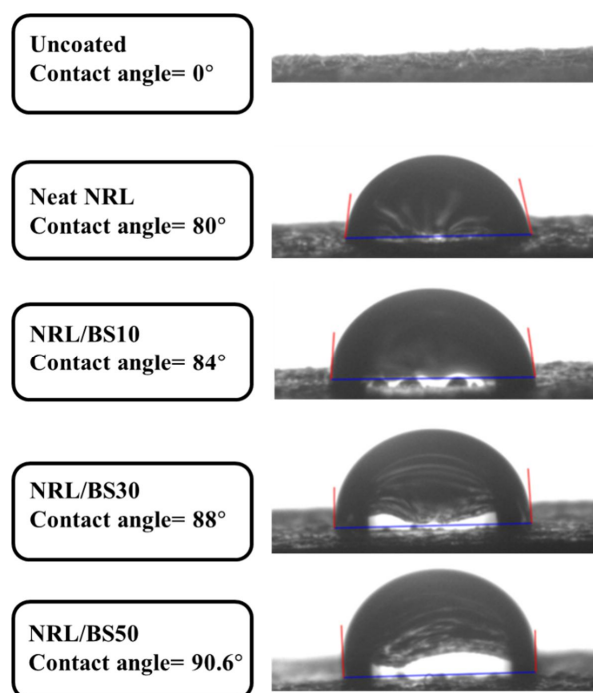 Uncoated
Contact angle= 0°
Neat NRL
Contact angle= 80°
NRL/BS10
Contact angle= 84°
NRL/BS30
Contact angle= 88°
NRL/BS50
Contact angle= 90.6°